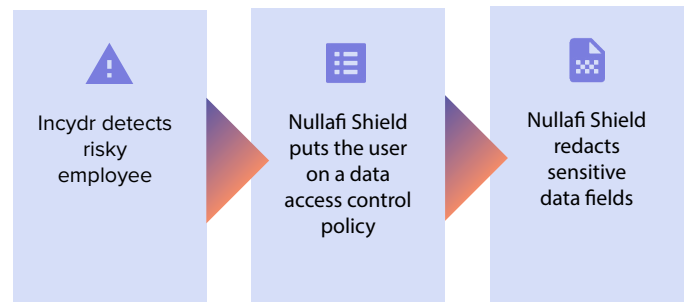 Incydr detects
risky
employee
Nullafi Shield
puts the user
on a data
access control
policy
Nullafi Shield
redacts
sensitive
data fields